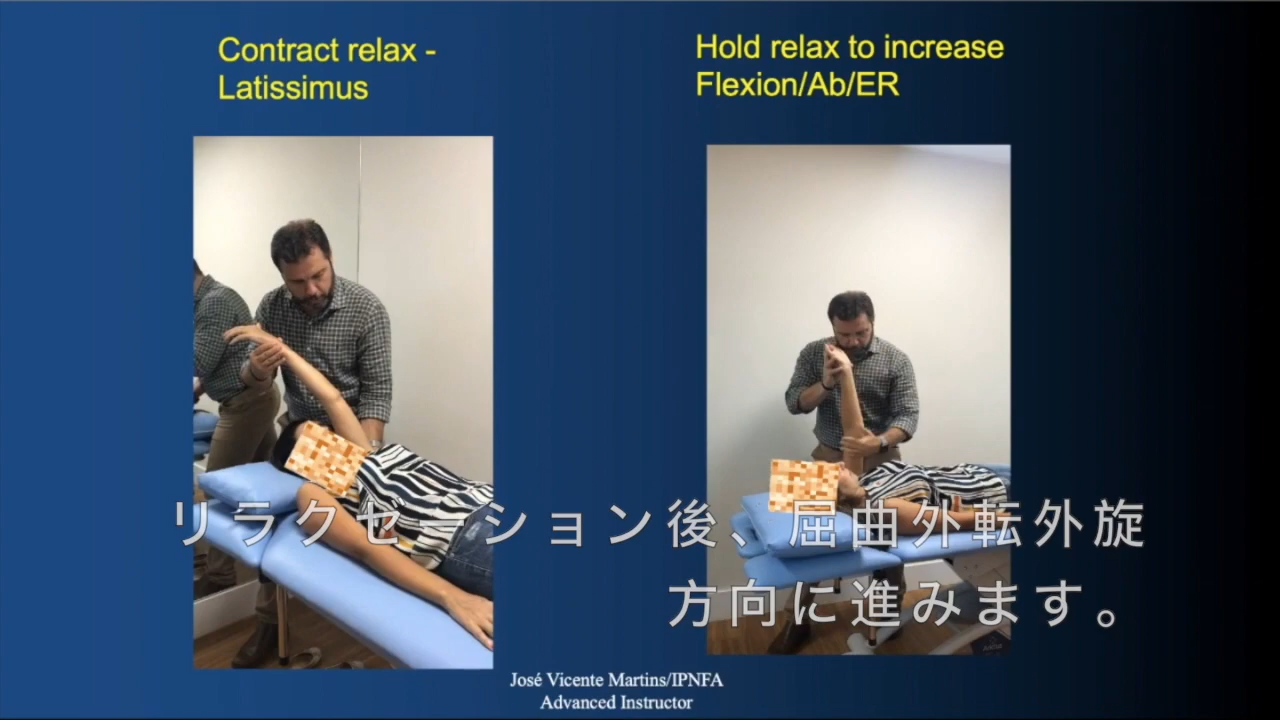 Contract relax -
Latissimus
Hold relax to increase
Flexion/Ab/ER
リラクセーション後、屈曲外転外旋
方向に進みます。
José Vicente Martins/IPNFA
Advanced Instructor